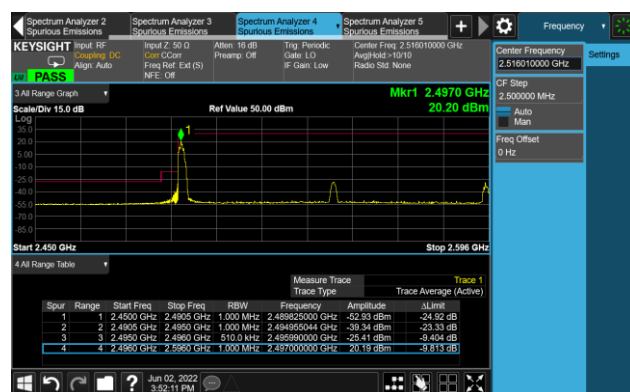 Spectrum Analyzer 2
Spurious Emissions
Spectrum Analyzer 3
Spurious Emissions
Spectrum Analyzer 4
Spurious Emissions
Spectrum Analyzer 5
Spurious Emissions
+
Frequency
KEYSIGHT
PASS
Input: RF
Coupling: DC
Align: Auto
Input Z: 50 Ω
Corr CCorr
Freq Ref: Ext (S)
NFE: Off
Atten: 16 dB
Preamp: Off
Trig: Periodic
Gate: LO
IF Gain: Low
Center Freq: 2.516010000 GHz
Avg|Hold:>10/10
Radio Std: None
Center Frequency
2.516010000 GHz
Settings
CF Step
2.500000 MHz
Auto
Man
Freq Offset
0 Hz
3 All Range Graph
Mkr1 2.4970 GHz
Scale/Div 15.0 dB
Ref Value 50.00 dBm
20.20 dBm
Log
35.0
20.0
5.00
-10.0
-25.0
-40.0
-55.0
-70.0
-85.0
1
Start 2.450 GHz
Stop 2.596 GHz
4 All Range Table
Measure Trace Trace 1
Trace Type Trace Average (Active)
Spur Range Start Freq Stop Freq RBW Frequency Amplitude ΔLimit
1 1 2.4500 GHz 2.4905 GHz 1.000 MHz 2.489825000 GHz -52.93 dBm -24.92 dB
2 2 2.4905 GHz 2.4950 GHz 1.000 MHz 2.494955044 GHz -39.34 dBm -23.33 dB
3 3 2.4950 GHz 2.4960 GHz 510.0 kHz 2.495990000 GHz -25.41 dBm -9.404 dB
4 4 2.4960 GHz 2.5960 GHz 1.000 MHz 2.497000000 GHz 20.19 dBm -9.813 dB
?
Jun 02, 2022
3:52:11 PM